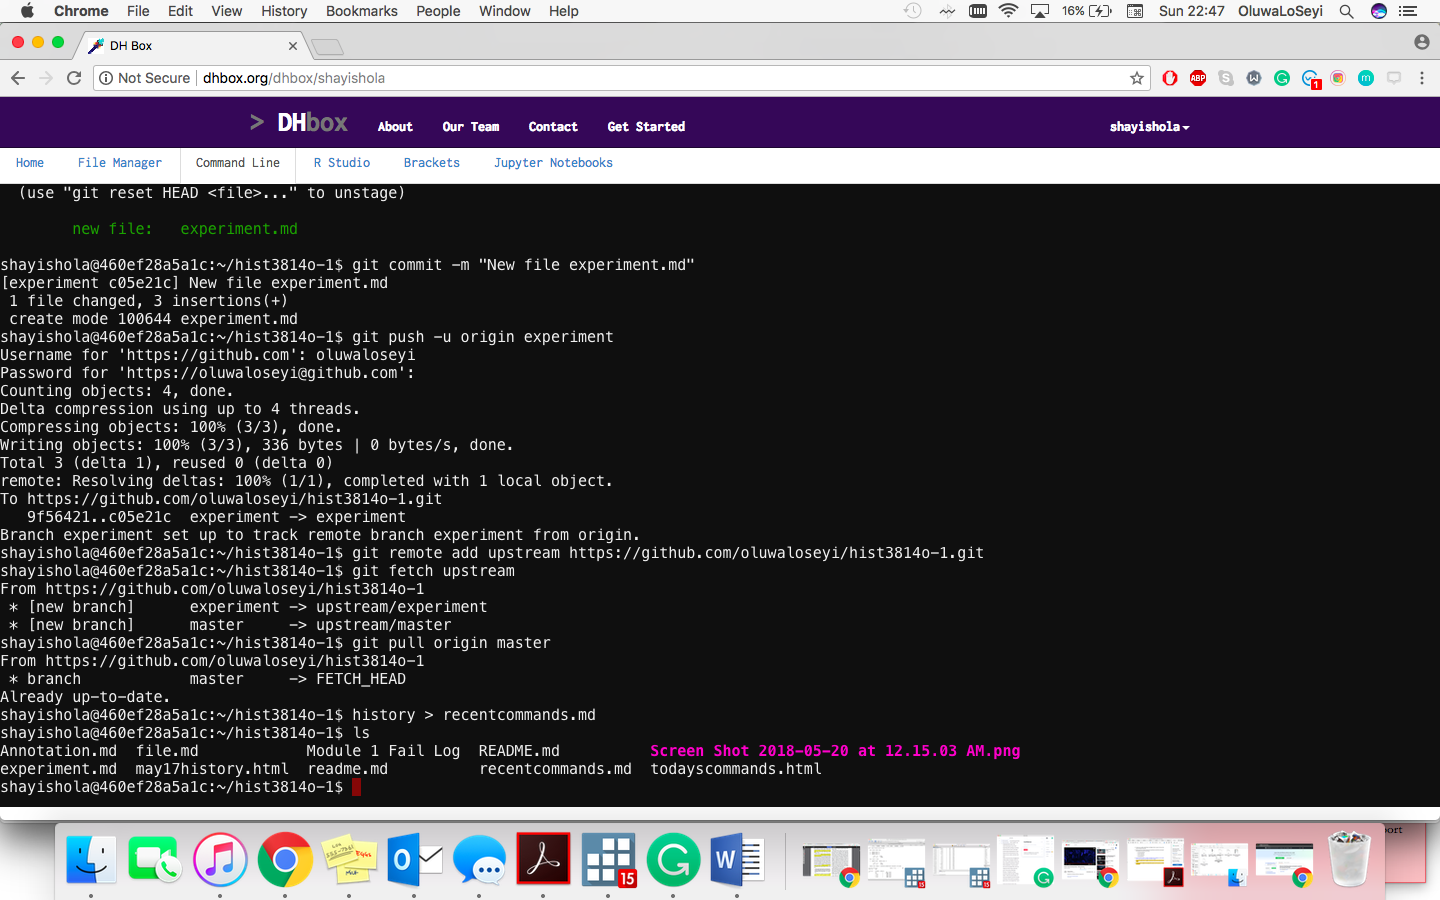 Chrome File Edit View History Bookmarks People Window Help 16% Sun 22:47 OluwaLoSeyi
DH Box
Not Secure dhbox.org/dhbox/shayishola ABP 1
> DHbox About Our Team Contact Get Started shayishola
Home File Manager Command Line R Studio Brackets Jupyter Notebooks
(use "git reset HEAD <file>..." to unstage)
new file: experiment.md
shayishola@460ef28a5a1c:~/hist3814o-1$ git commit -m "New file experiment.md"
[experiment c05e21c] New file experiment.md
1 file changed, 3 insertions(+)
create mode 100644 experiment.md
shayishola@460ef28a5a1c:~/hist3814o-1$ git push -u origin experiment
Username for 'https://github.com': oluwaloseyi
Password for 'https://oluwaloseyi@github.com':
Counting objects: 4, done.
Delta compression using up to 4 threads.
Compressing objects: 100% (3/3), done.
Writing objects: 100% (3/3), 336 bytes | 0 bytes/s, done.
Total 3 (delta 1), reused 0 (delta 0)
remote: Resolving deltas: 100% (1/1), completed with 1 local object.
To https://github.com/oluwaloseyi/hist3814o-1.git
9f56421..c05e21c experiment -> experiment
Branch experiment set up to track remote branch experiment from origin.
shayishola@460ef28a5a1c:~/hist3814o-1$ git remote add upstream https://github.com/oluwaloseyi/hist3814o-1.git
shayishola@460ef28a5a1c:~/hist3814o-1$ git fetch upstream
From https://github.com/oluwaloseyi/hist3814o-1
* [new branch] experiment -> upstream/experiment
* [new branch] master -> upstream/master
shayishola@460ef28a5a1c:~/hist3814o-1$ git pull origin master
From https://github.com/oluwaloseyi/hist3814o-1
* branch master -> FETCH_HEAD
Already up-to-date.
shayishola@460ef28a5a1c:~/hist3814o-1$ history > recentcommands.md
shayishola@460ef28a5a1c:~/hist3814o-1$ ls
Annotation.md file.md Module 1 Fail Log README.md Screen Shot 2018-05-20 at 12.15.03 AM.png
experiment.md may17history.html readme.md recentcommands.md todayscommands.html
shayishola@460ef28a5a1c:~/hist3814o-1$
15